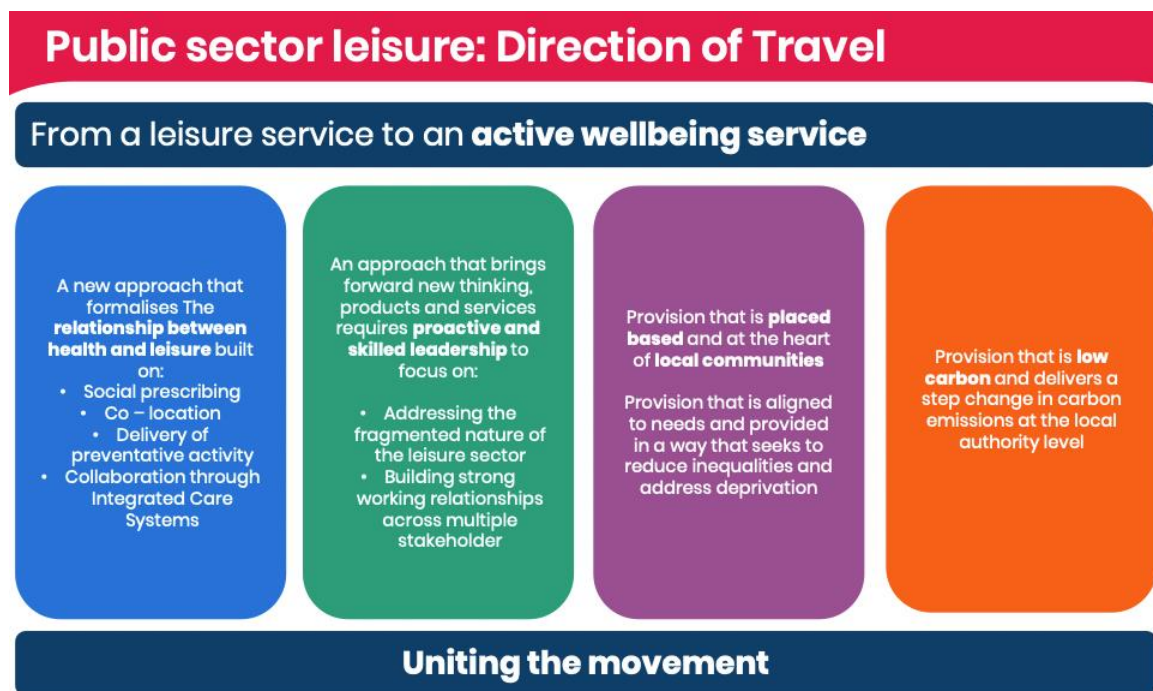 Public sector leisure: Direction of Travel
From a leisure service to an active wellbeing service
A new approach that
formalises The
relationship between
health and leisure built
on:
• Social prescribing
• Co – location
• Delivery of
preventative activity
• Collaboration through
Integrated Care
Systems
An approach that brings
forward new thinking,
products and services
requires proactive and
skilled leadership to
focus on:
• Addressing the
fragmented nature of
the leisure sector
• Building strong
working relationships
across multiple
stakeholder
Provision that is placed
based and at the heart
of local communities
Provision that is aligned
to needs and provided
in a way that seeks to
reduce inequalities and
address deprivation
Provision that is low
carbon and delivers a
step change in carbon
emissions at the local
authority level
Uniting the movement